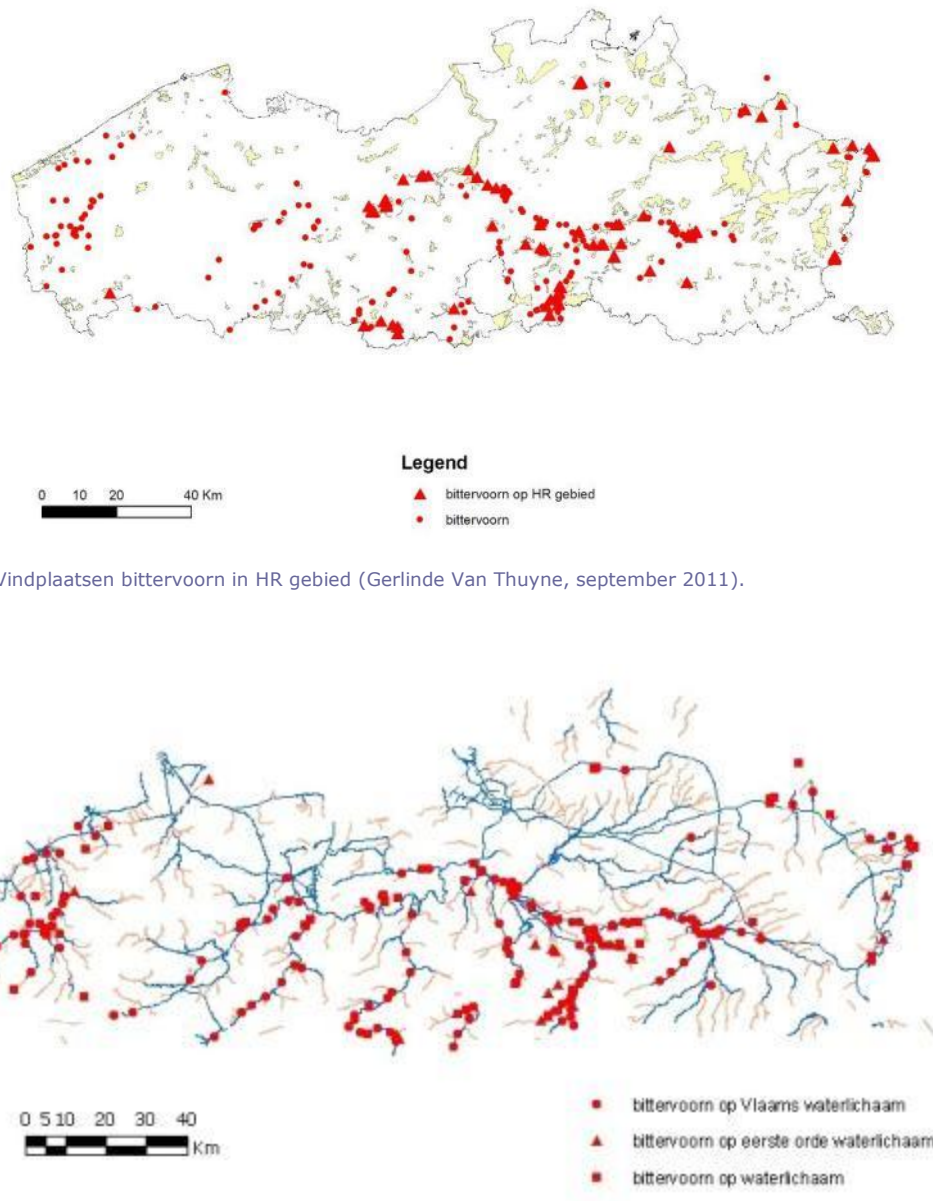 Legend
0 10 20 40 Km
bittervoorn op HR gebied
bittervoorn
Vindplaatsen bittervoorn in HR gebied (Gerlinde Van Thuyne, september 2011).
0 5 10 20 30 40
Km
bittervoorn op Vlaams waterlichaam
bittervoorn op eerste orde waterlichaam
bittervoorn op waterlichaam